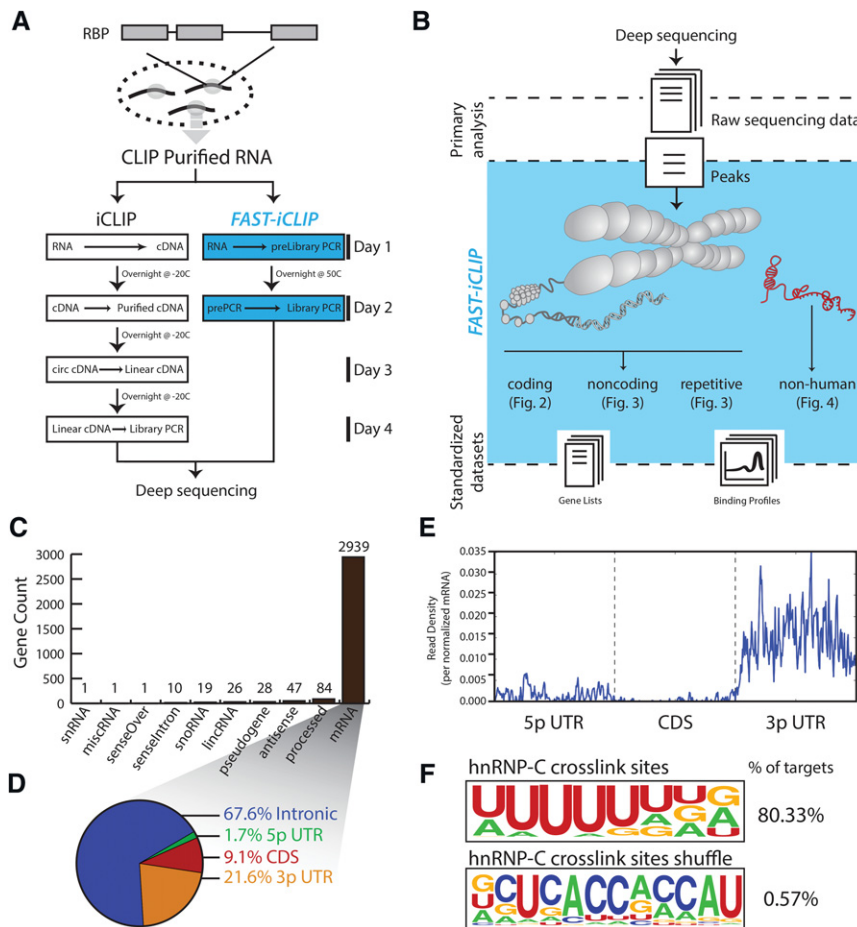 A
RBP
CLIP Purified RNA
iCLIP
FAST-iCLIP
RNA cDNA
RNA preLibrary PCR
Day 1
Overnight @ -20C
Overnight @ 50C
cDNA Purified cDNA
prePCR Library PCR
Day 2
Overnight @ -20C
circ cDNA Linear cDNA
Day 3
Overnight @ -20C
Linear cDNA Library PCR
Day 4
Deep sequencing
B
Deep sequencing
Primary analysis
Raw sequencing data
Peaks
FAST-iCLIP
coding (Fig. 2)
noncoding (Fig. 3)
repetitive (Fig. 3)
non-human (Fig. 4)
Standardized datasets
Gene Lists
Binding Profiles
C
Gene Count
3000
2500
2000
1500
1000
500
0
1 1 1 10 19 26 28 47 84 2939
snRNA
miscRNA
senseOver
senseIntron
snoRNA
lincRNA
pseudogene
antisense
processed
mRNA
D
67.6% Intronic
1.7% 5p UTR
9.1% CDS
21.6% 3p UTR
E
Read Density
(per normalized mRNA)
0.035
0.030
0.025
0.020
0.015
0.010
0.005
0.000
5p UTR CDS 3p UTR
F
hnRNP-C crosslink sites
% of targets
UUUUUUUG
80.33%
hnRNP-C crosslink sites shuffle
GCUCACCACCAU
0.57%